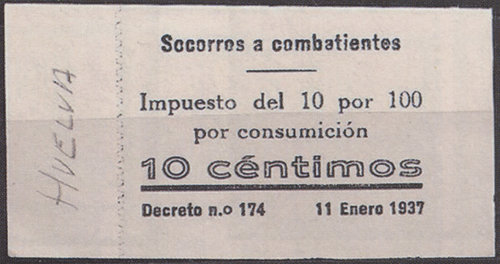 HUELVA
Socorros a combatientes
Impuesto del 10 por 100
por consumición
10 céntimos
Decreto n.o 174 11 Enero 1937